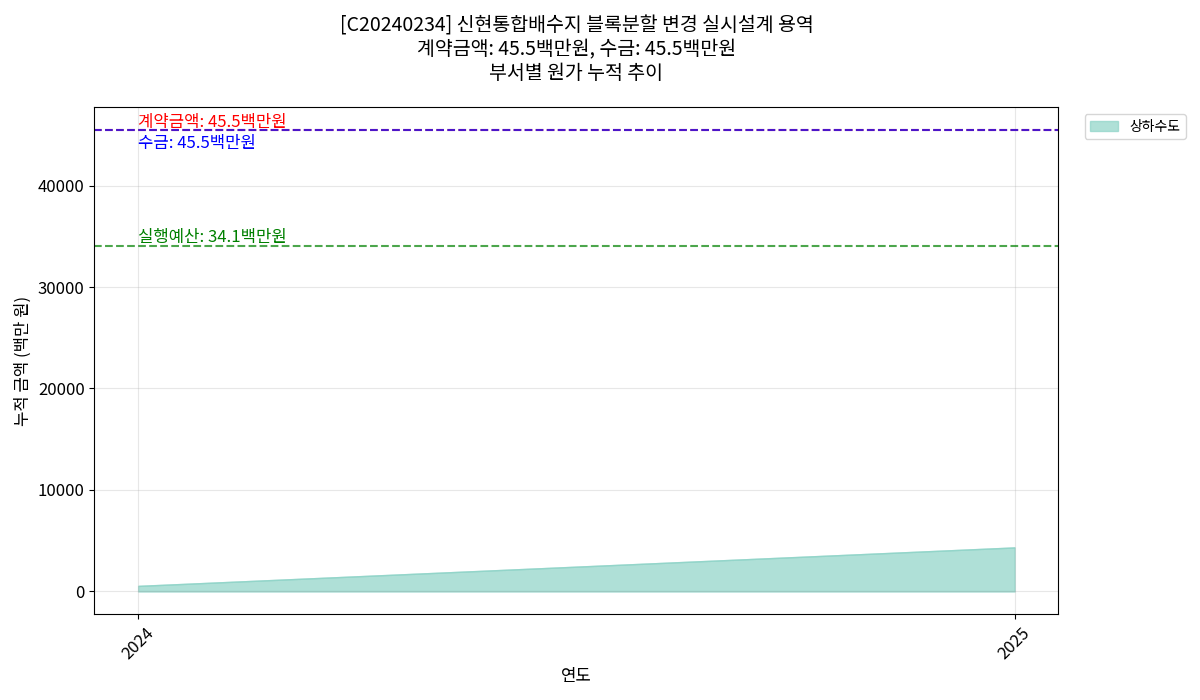 [C20240234] 신현통합배수지 블록분할 변경 실시설계 용역
계약금액: 45.5백만원, 수금: 45.5백만원
부서별 원가 누적 추이
계약금액: 45.5백만원
수금: 45.5백만원
실행예산: 34.1백만원
상하수도
누적 금액 (백만 원)
40000
30000
20000
10000
0
2024
2025
연도